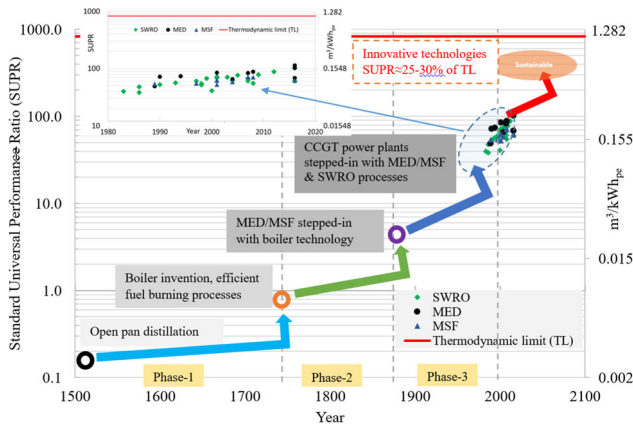 1000
100
10
SUPR
SWRO
MED
MSF
Thermodynamic limit (TL)
1.282
0.1548
0.01548
m³/kWhpe
1980
1990
Year
2000
2010
2020
1000.0
100.0
10.0
1.0
0.1
Standard Universal Performance Ratio (SUPR)
1.282
0.155
0.015
0.002
m³/kWhpe
Innovative technologies
SUPR≈25-30% of TL
Sustainable
CCGT power plants
stepped-in with MED/MSF
& SWRO processes
MED/MSF stepped-in
with boiler technology
Boiler invention, efficient
fuel burning processes
Open pan distillation
SWRO
MED
MSF
Thermodynamic limit (TL)
Phase-1
Phase-2
Phase-3
1500
1600
1700
1800
1900
2000
2100
Year